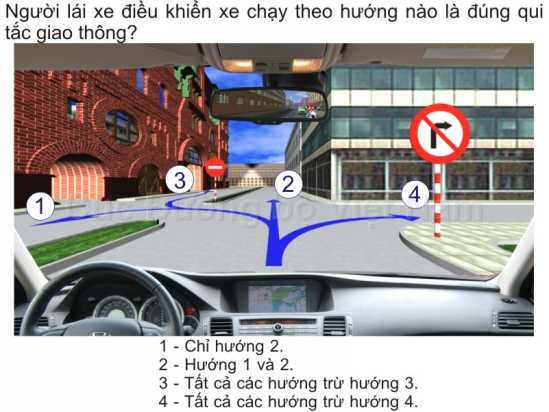 Người lái xe điều khiển xe chạy theo hướng nào là đúng qui
tắc giao thông?
3
2
4
1
1 - Chỉ hướng 2.
2 - Hướng 1 và 2.
3 - Tất cả các hướng trừ hướng 3.
4 - Tất cả các hướng trừ hướng 4.